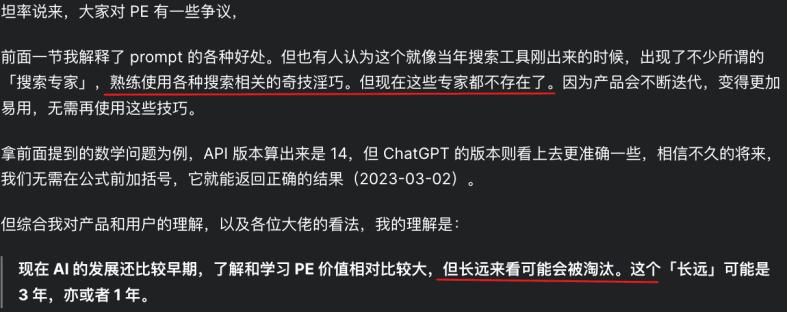 坦率说来，大家对 PE 有一些争议，
前面一节我解释了 prompt 的各种好处。但也有人认为这个就像当年搜索工具刚出来的时候，出现了不少所谓的
「搜索专家」，熟练使用各种搜索相关的奇技淫巧。但现在这些专家都不存在了。因为产品会不断迭代，变得更加
易用，无需再使用这些技巧。
拿前面提到的数学问题为例，API 版本算出来是 14，但 ChatGPT 的版本则看上去更准确一些，相信不久的将来，
我们无需在公式前加括号，它就能返回正确的结果（2023-03-02）。
但综合我对产品和用户的理解，以及各位大佬的看法，我的理解是：
现在 AI 的发展还比较早期，了解和学习 PE 价值相对比较大，但长远来看可能会被淘汰。这个「长远」可能是
3 年，亦或者 1 年。